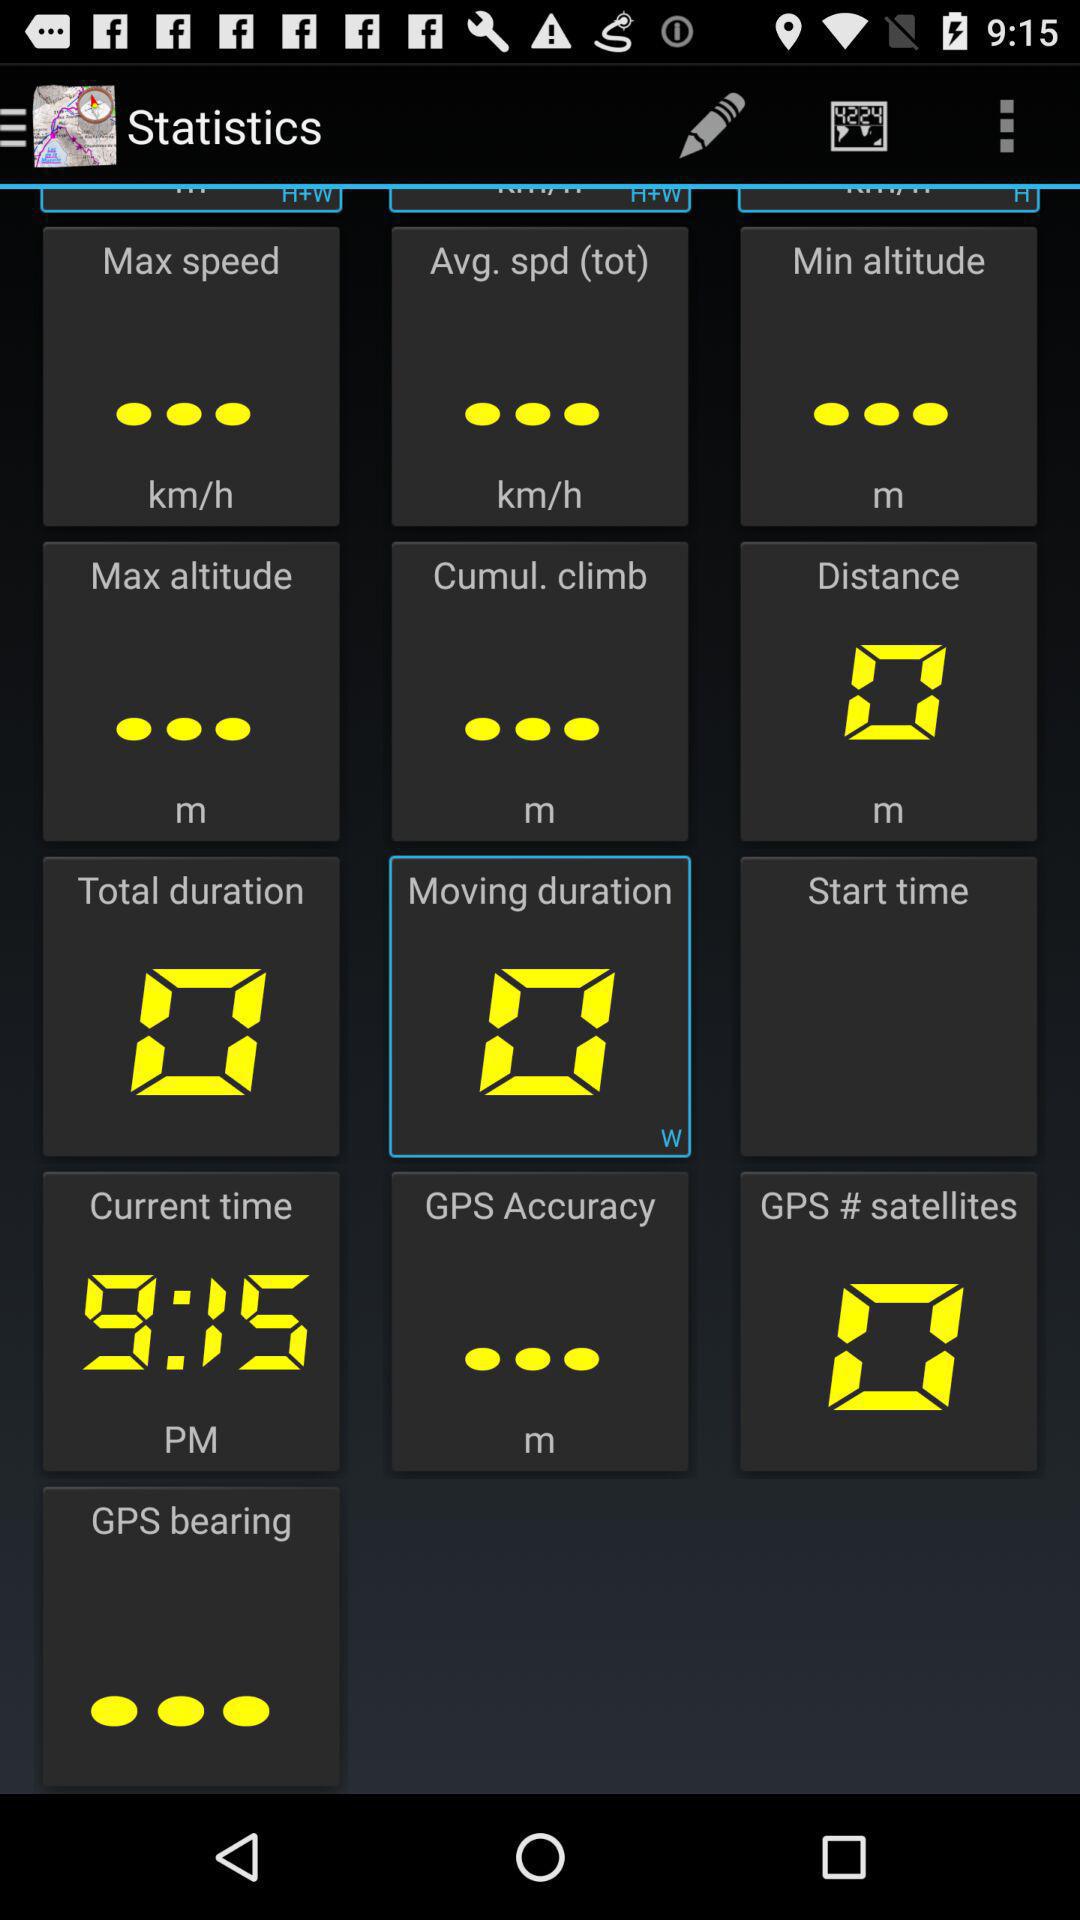 9:15
Statistics
H+W H+W H
Max speed Avg. spd (tot) Min altitude
--- --- ---
km/h km/h m
Max altitude Cumul. climb Distance
--- --- 0
m m m
Total duration Moving duration Start time
0 0
W
Current time GPS Accuracy GPS # satellites
9:15 --- 0
PM m
GPS bearing
---